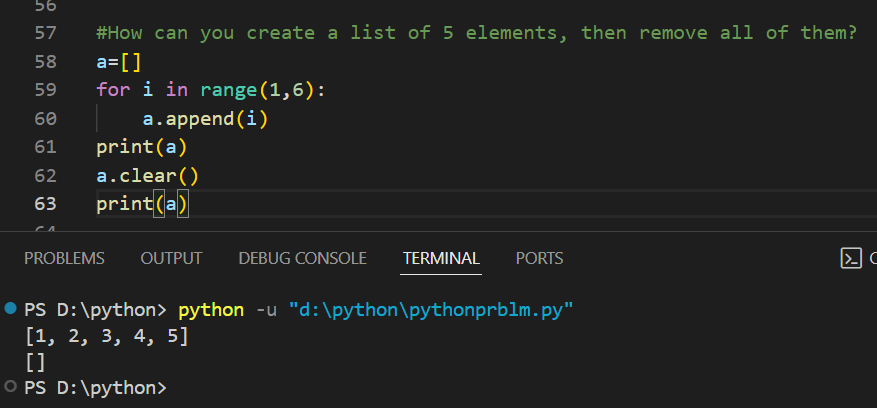 56
57 #How can you create a list of 5 elements, then remove all of them?
58 a=[]
59 for i in range(1,6):
60     a.append(i)
61 print(a)
62 a.clear()
63 print(a)
64
PROBLEMS OUTPUT DEBUG CONSOLE TERMINAL PORTS
PS D:\python> python -u "d:\python\pythonprblm.py"
[1, 2, 3, 4, 5]
[]
PS D:\python>